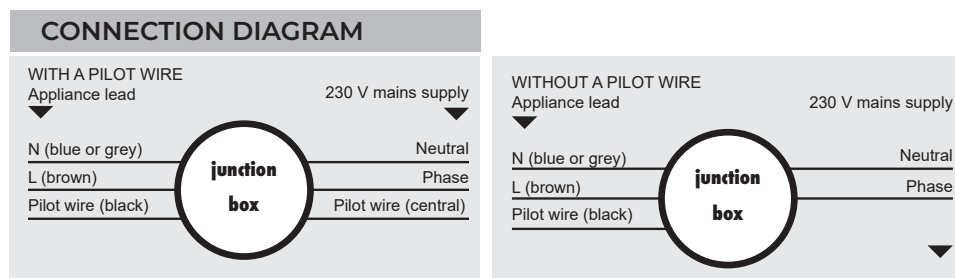 CONNECTION DIAGRAM
WITH A PILOT WIRE
Appliance lead
230 V mains supply
N (blue or grey)
Neutral
L (brown)
Phase
Pilot wire (black)
Pilot wire (central)
junction
box
WITHOUT A PILOT WIRE
Appliance lead
230 V mains supply
N (blue or grey)
Neutral
L (brown)
Phase
Pilot wire (black)
junction
box